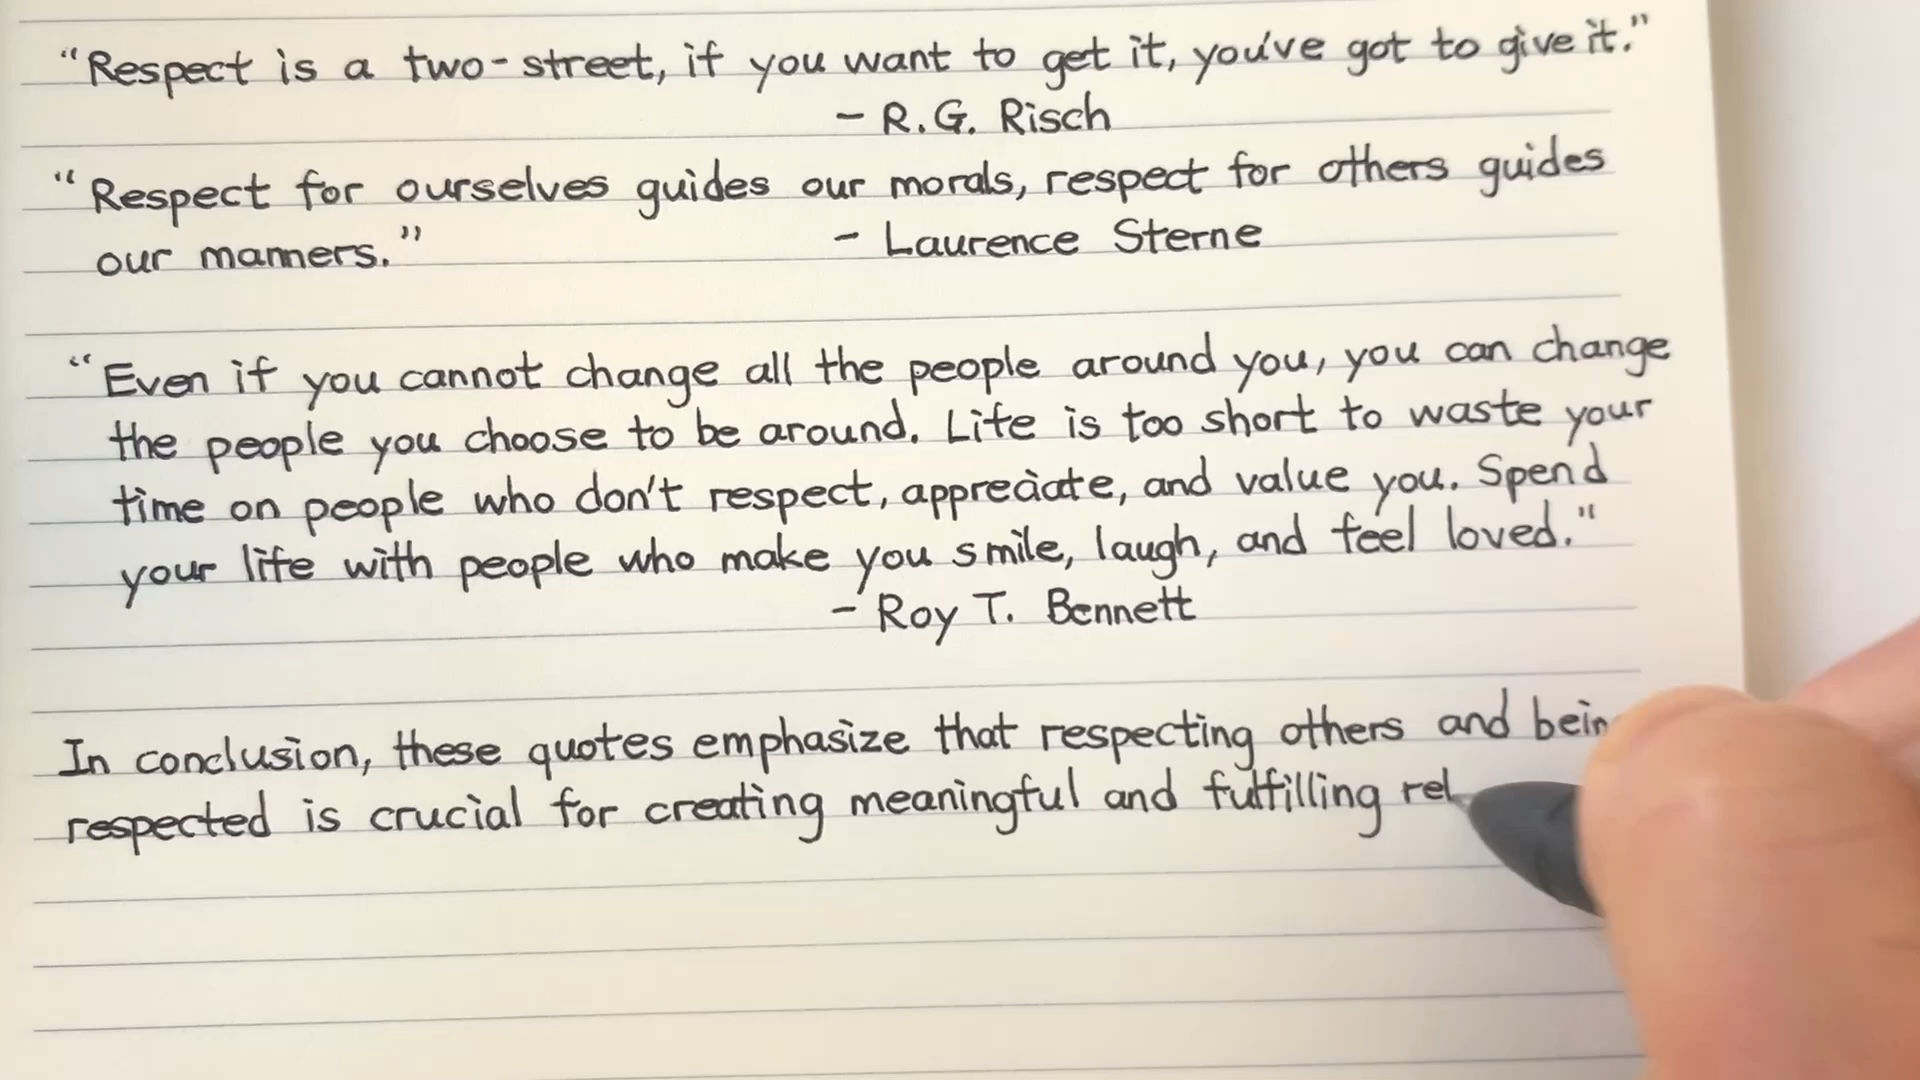 “Respect is a two-street, if you want to get it, you've got to give it.”
– R.G. Risch
“Respect for ourselves guides our morals, respect for others guides
our manners.”
– Laurence Sterne
“Even if you cannot change all the people around you, you can change
the people you choose to be around. Life is too short to waste your
time on people who don't respect, appreciate, and value you. Spend
your life with people who make you smile, laugh, and feel loved."
– Roy T. Bennett
In conclusion, these quotes emphasize that respecting others and bein
respected is crucial for creating meaningful and fulfilling rel